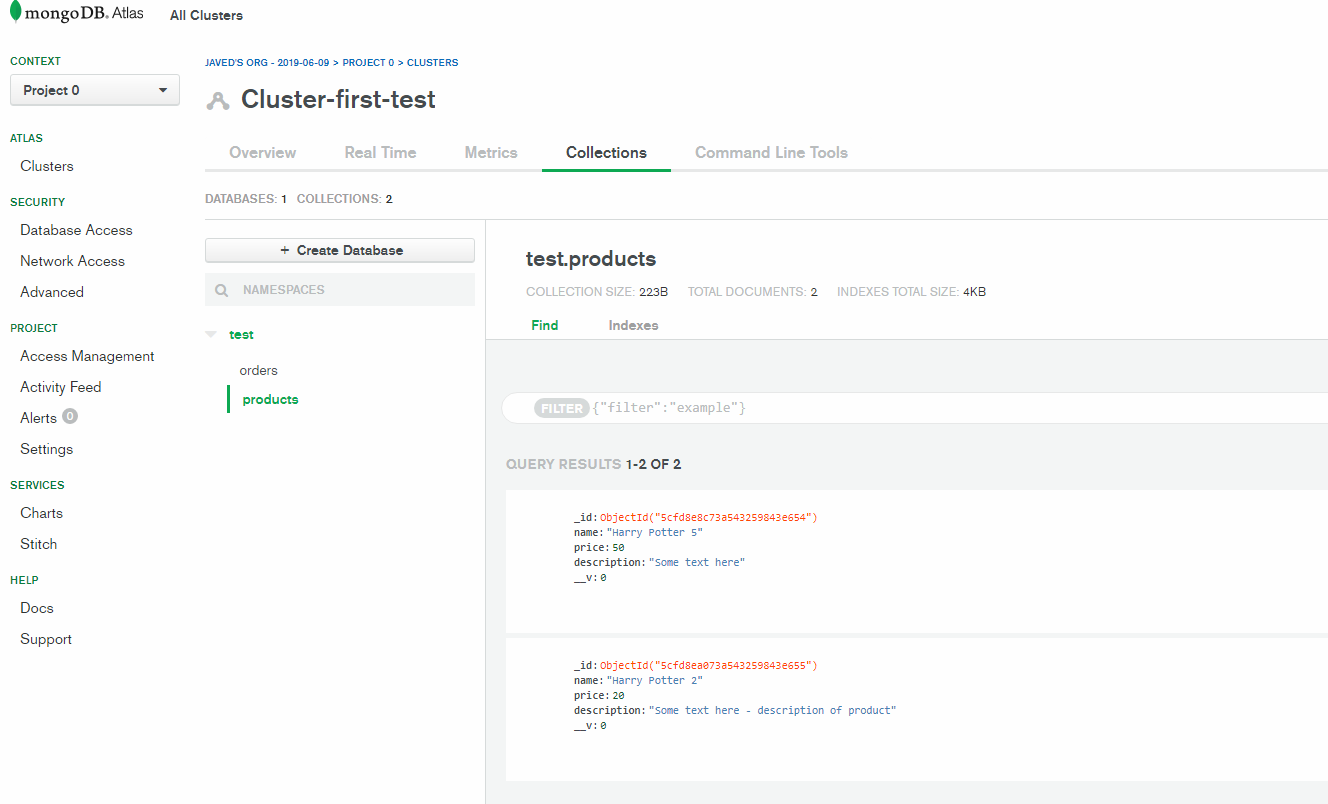 mongoDB. Atlas All Clusters
CONTEXT
Project 0
ATLAS
Clusters
SECURITY
Database Access
Network Access
Advanced
PROJECT
Access Management
Activity Feed
Alerts 0
Settings
SERVICES
Charts
Stitch
HELP
Docs
Support
JAVED'S ORG - 2019-06-09 > PROJECT 0 > CLUSTERS
Cluster-first-test
Overview Real Time Metrics Collections Command Line Tools
DATABASES: 1 COLLECTIONS: 2
+ Create Database
NAMESPACES
test
orders
products
test.products
COLLECTION SIZE: 223B TOTAL DOCUMENTS: 2 INDEXES TOTAL SIZE: 4KB
Find Indexes
FILTER {"filter":"example"}
QUERY RESULTS 1-2 OF 2
_id:ObjectId("5cfd8e8c73a543259843e654")
name:"Harry Potter 5"
price:50
description:"Some text here"
__v:0
_id:ObjectId("5cfd8ea073a543259843e655")
name:"Harry Potter 2"
price:20
description:"Some text here - description of product"
__v:0